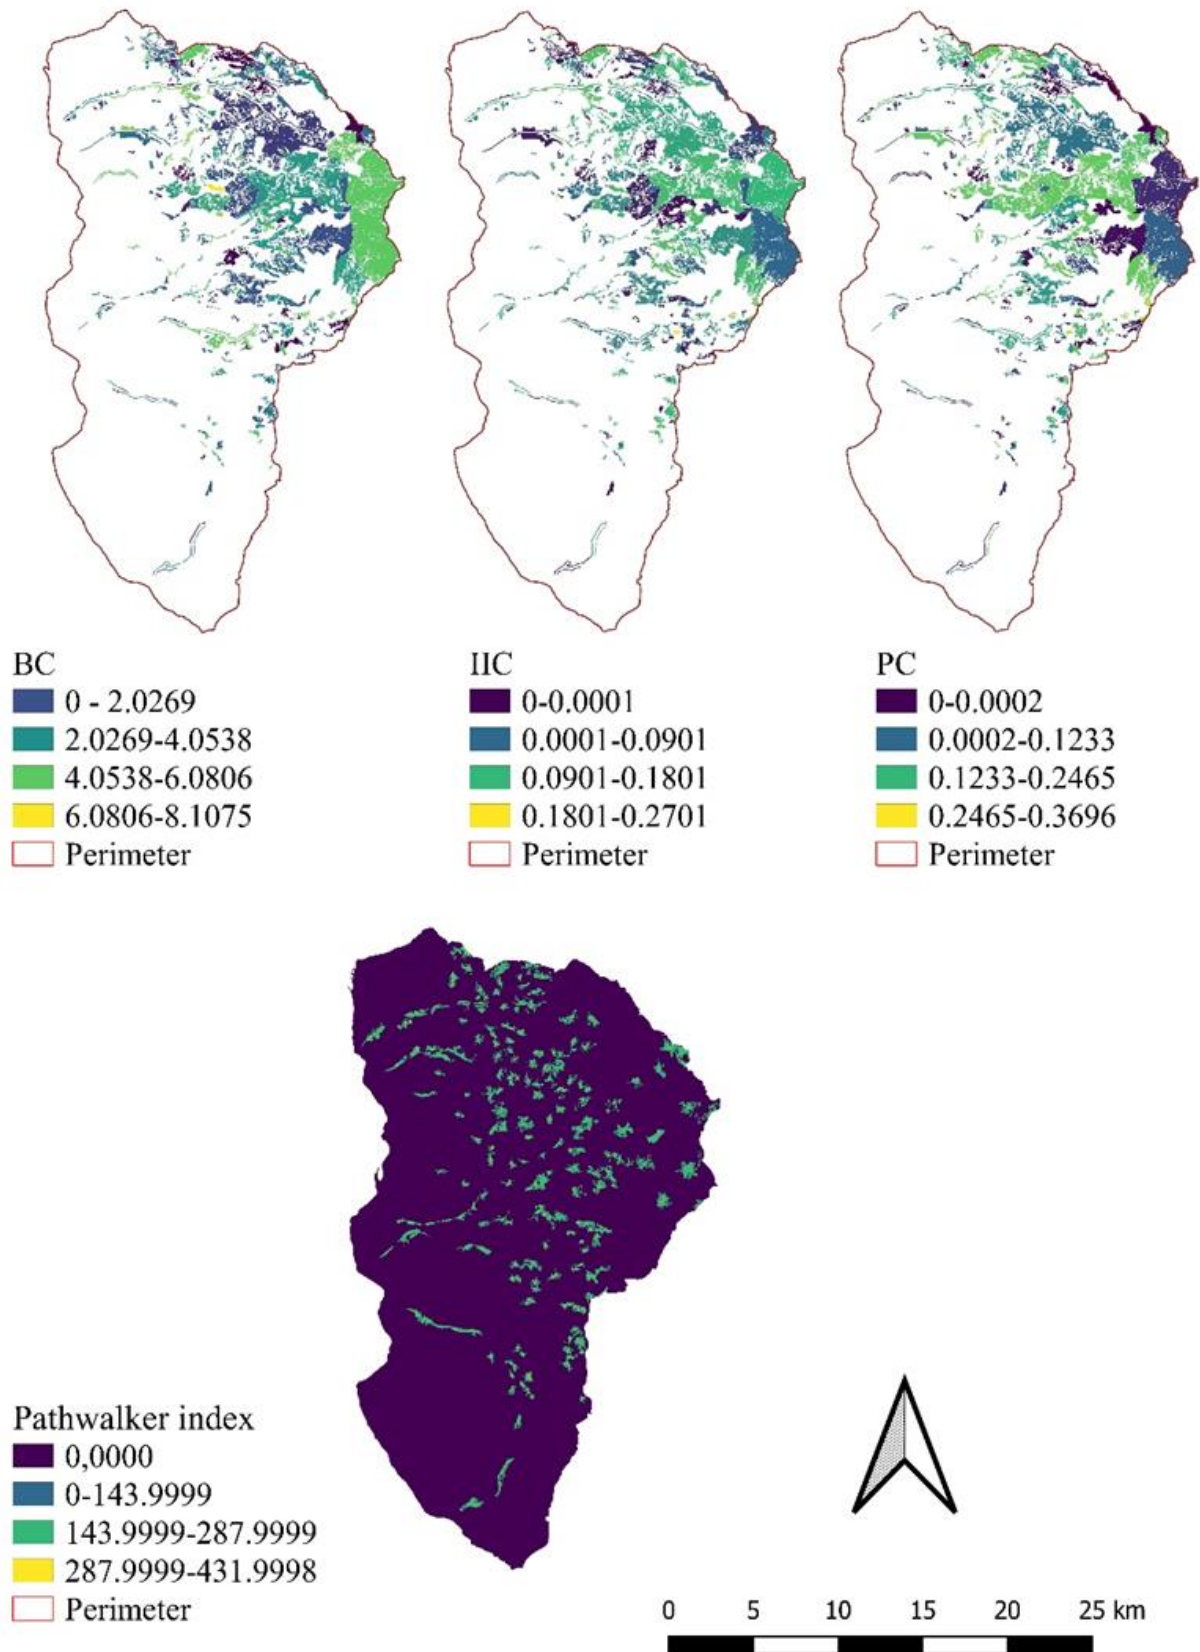 BC
0 - 2.0269
2.0269-4.0538
4.0538-6.0806
6.0806-8.1075
Perimeter
IIC
0-0.0001
0.0001-0.0901
0.0901-0.1801
0.1801-0.2701
Perimeter
PC
0-0.0002
0.0002-0.1233
0.1233-0.2465
0.2465-0.3696
Perimeter
Pathwalker index
0,0000
0-143.9999
143.9999-287.9999
287.9999-431.9998
Perimeter
0 5 10 15 20 25 km